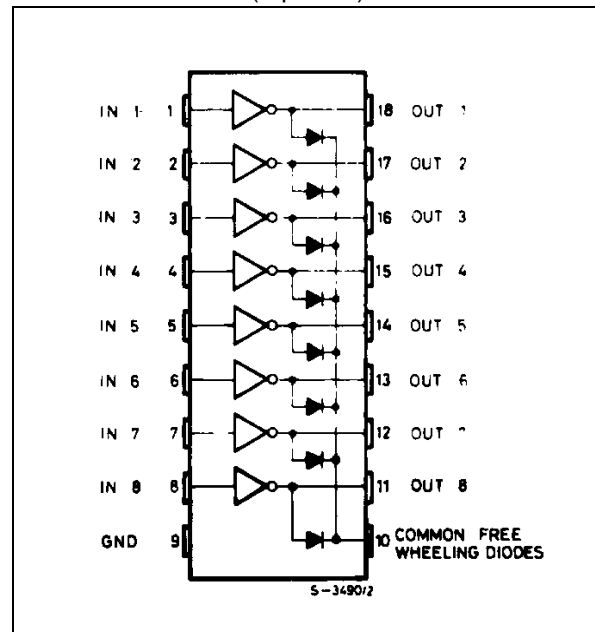 IN 1 1 18 OUT 1
IN 2 2 17 OUT 2
IN 3 3 16 OUT 3
IN 4 4 15 OUT 4
IN 5 5 14 OUT 5
IN 6 6 13 OUT 6
IN 7 7 12 OUT
IN 8 8 11 OUT 8
GND 9 10 COMMON FREE
WHEELING DIODES
S-3490/2